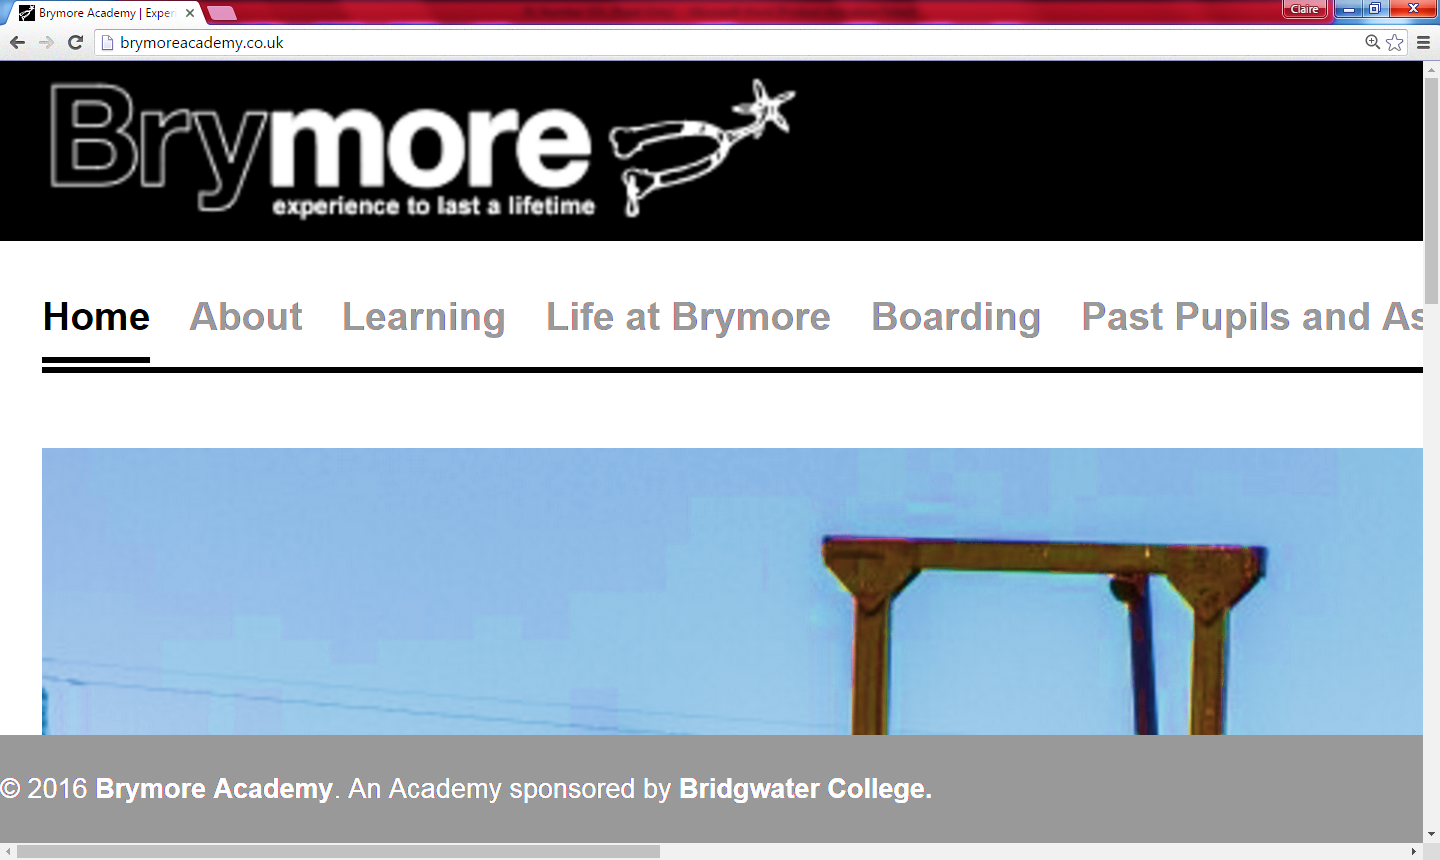 Brymore Academy | Exper
Claire
brymoreacademy.co.uk
Brymore
experience to last a lifetime
Home About Learning Life at Brymore Boarding Past Pupils and As
© 2016 Brymore Academy. An Academy sponsored by Bridgwater College.